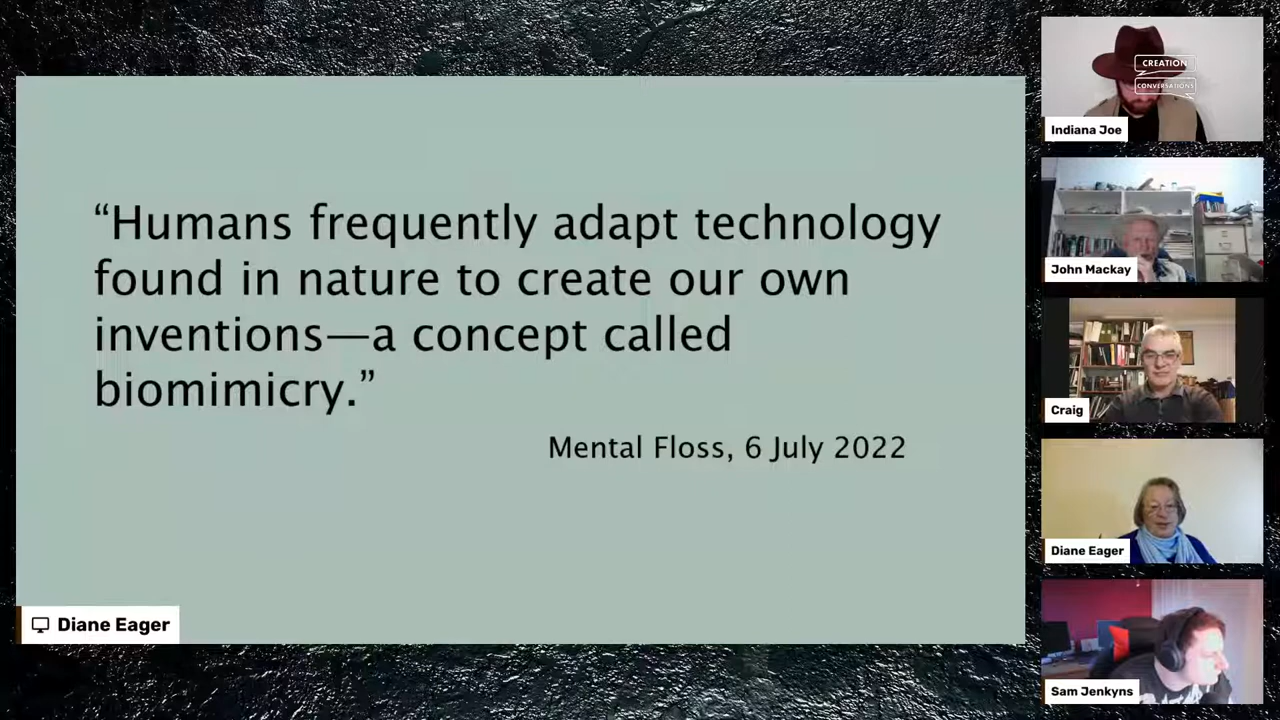 “Humans frequently adapt technology
found in nature to create our own
inventions—a concept called
biomimicry.”
Mental Floss, 6 July 2022
Diane Eager
CREATION
CONVERSATIONS
Indiana Joe
John Mackay
Craig
Diane Eager
Sam Jenkyns